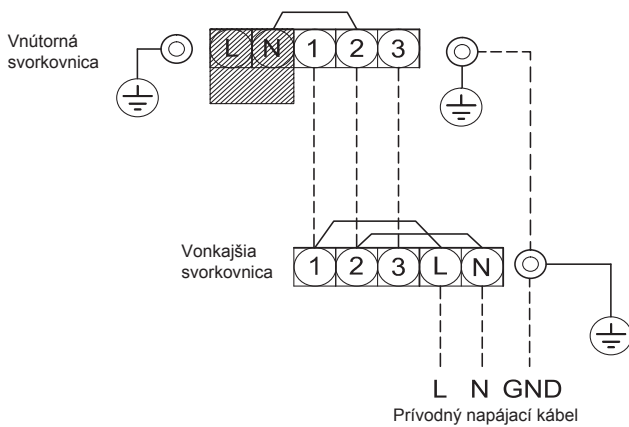 Vnútorná
svorkovnica
L N 1 2 3
Vonkajšia
svorkovnica
1 2 3 L N
L N GND
Prívodný napájací kábel